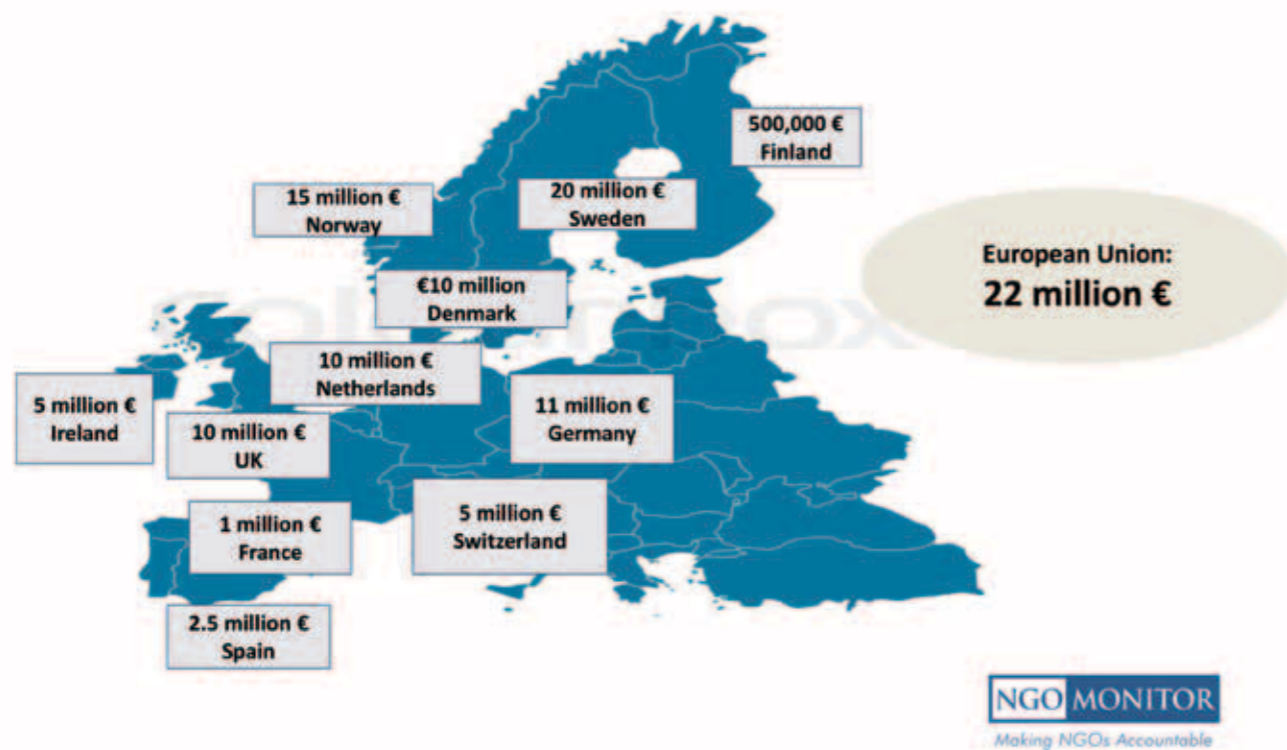 500,000 €
Finland
15 million €
Norway
20 million €
Sweden
European Union:
22 million €
€10 million
Denmark
10 million €
Netherlands
5 million €
Ireland
11 million €
Germany
10 million €
UK
1 million €
France
5 million €
Switzerland
2.5 million €
Spain
NGO MONITOR
Making NGOs Accountable